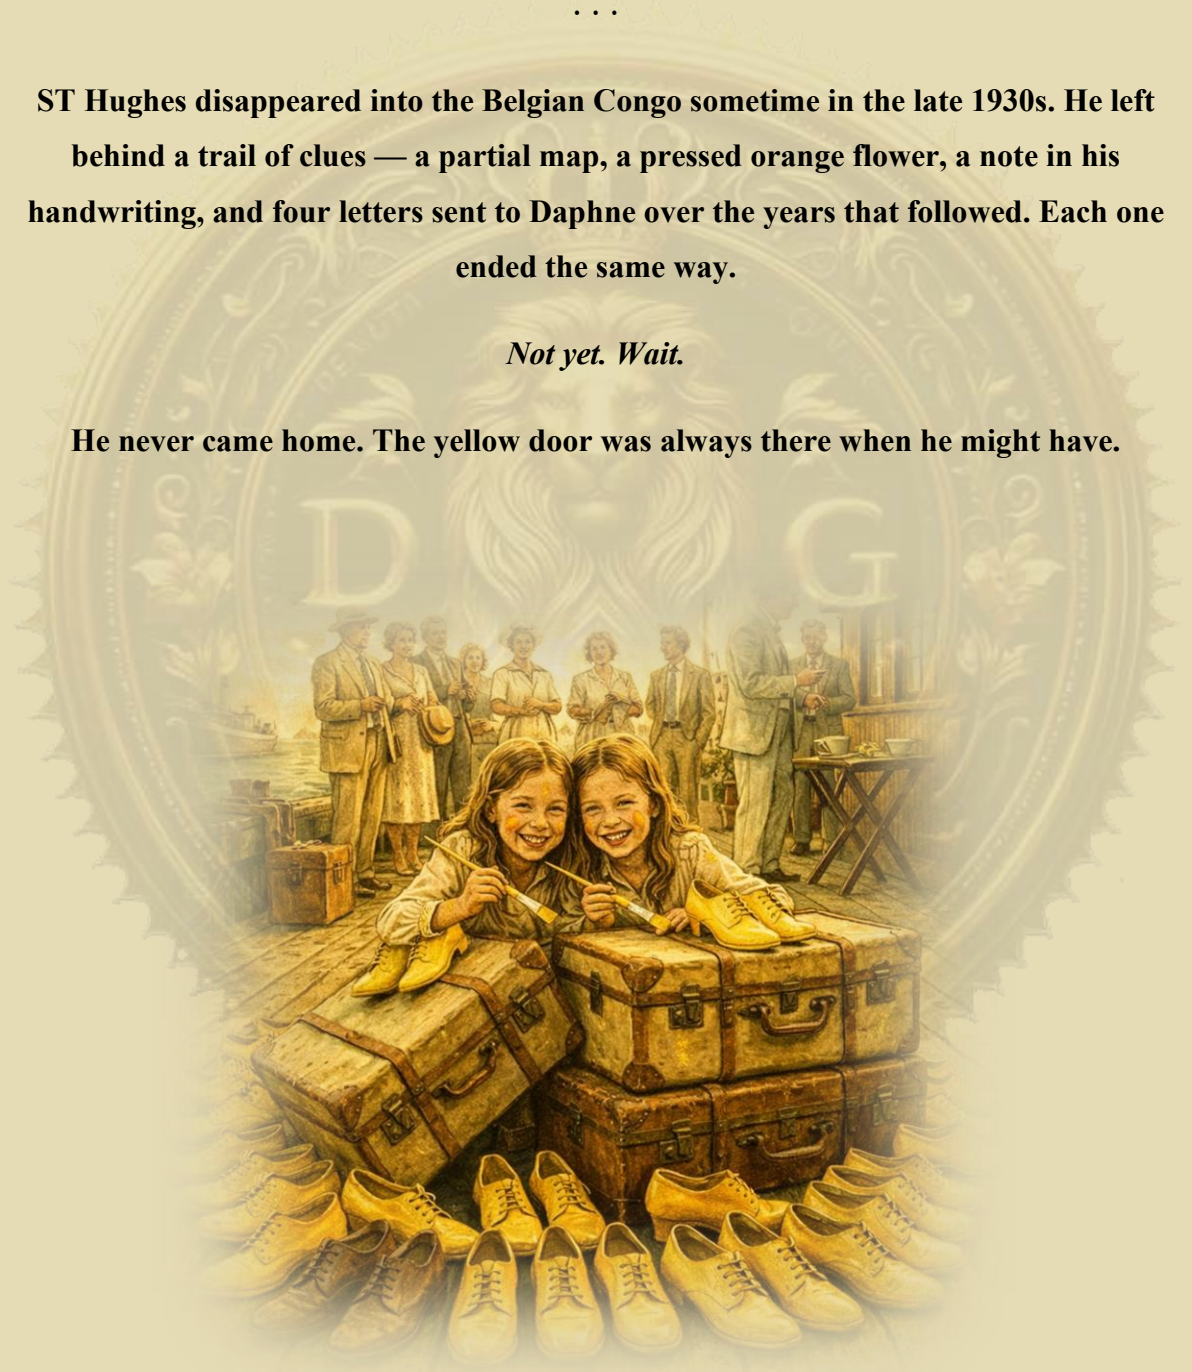 . . .
ST Hughes disappeared into the Belgian Congo sometime in the late 1930s. He left
behind a trail of clues — a partial map, a pressed orange flower, a note in his
handwriting, and four letters sent to Daphne over the years that followed. Each one
ended the same way.
Not yet. Wait.
He never came home. The yellow door was always there when he might have.
D G